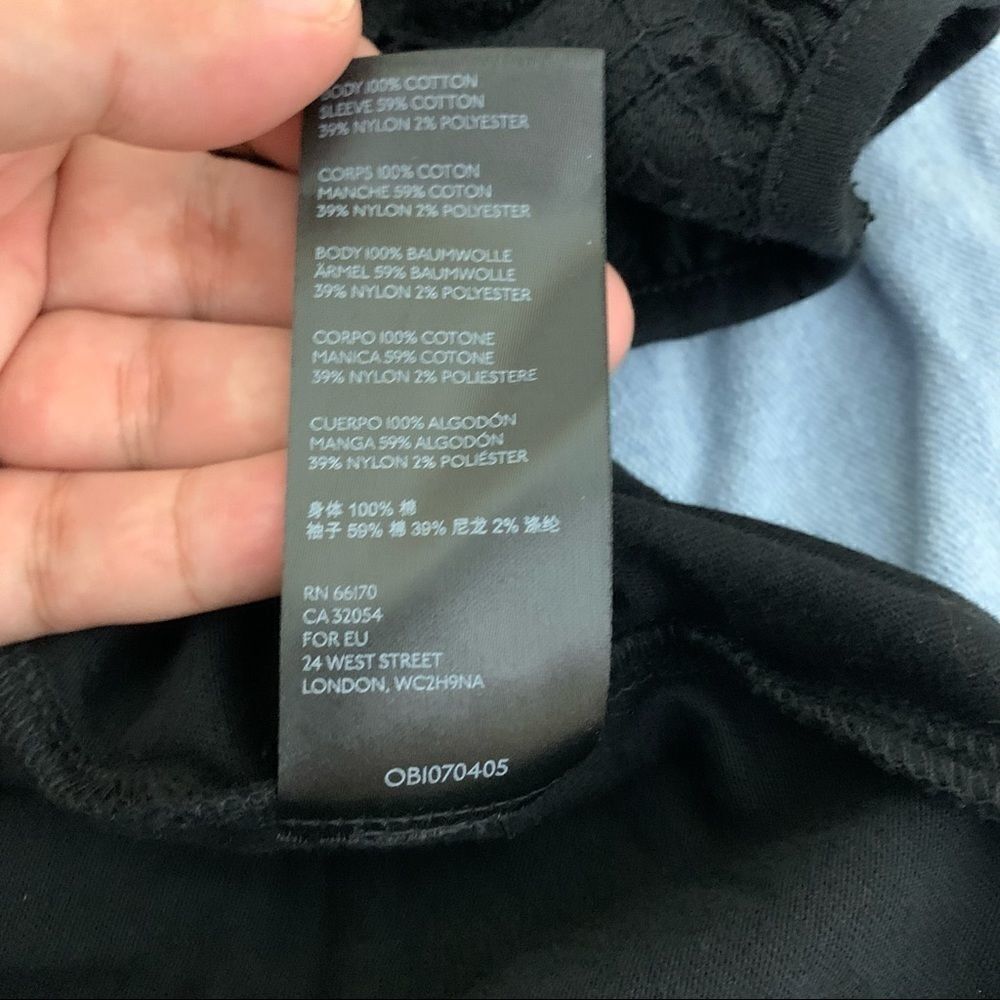 BODY 100% COTTON
SLEEVE 59% COTTON
39% NYLON 2% POLYESTER
CORPS 100% COTON
MANCHE 59% COTON
39% NYLON 2% POLYESTER
BODY 100% BAUMWOLLE
ÄRMEL 59% BAUMWOLLE
39% NYLON 2% POLYESTER
CORPO 100% COTONE
MANICA 59% COTONE
39% NYLON 2% POLIESTERE
CUERPO 100% ALGODÓN
MANGA 59% ALGODÓN
39% NYLON 2% POLIÉSTER
身体 100% 棉
袖子 59% 棉 39% 尼龙 2% 涤纶
RN 66170
CA 32054
FOR EU
24 WEST STREET
LONDON, WC2H9NA
OB1070405